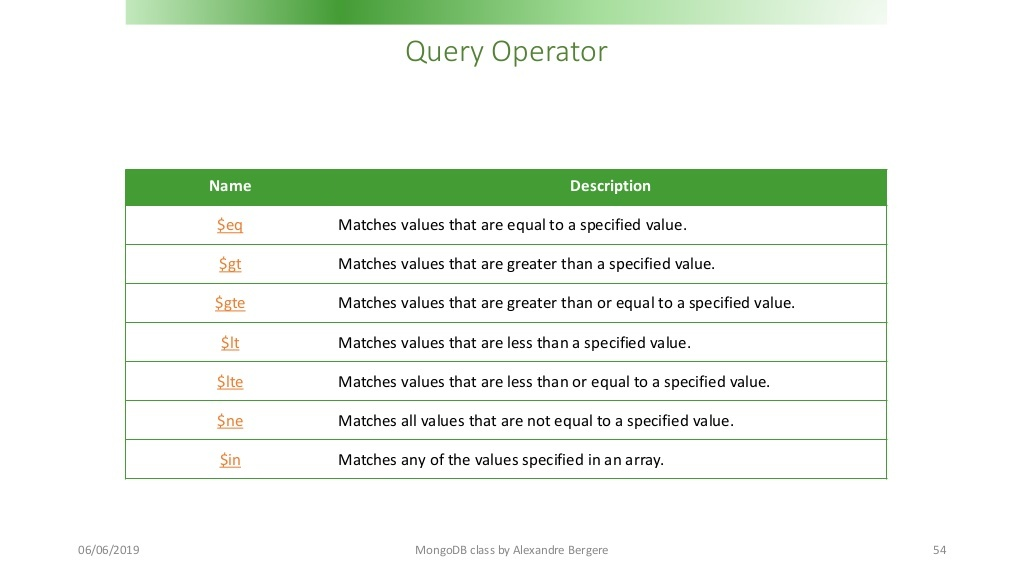 Query Operator
Name Description
$eq Matches values that are equal to a specified value.
$gt Matches values that are greater than a specified value.
$gte Matches values that are greater than or equal to a specified value.
$lt Matches values that are less than a specified value.
$lte Matches values that are less than or equal to a specified value.
$ne Matches all values that are not equal to a specified value.
$in Matches any of the values specified in an array.
06/06/2019 MongoDB class by Alexandre Bergere 54